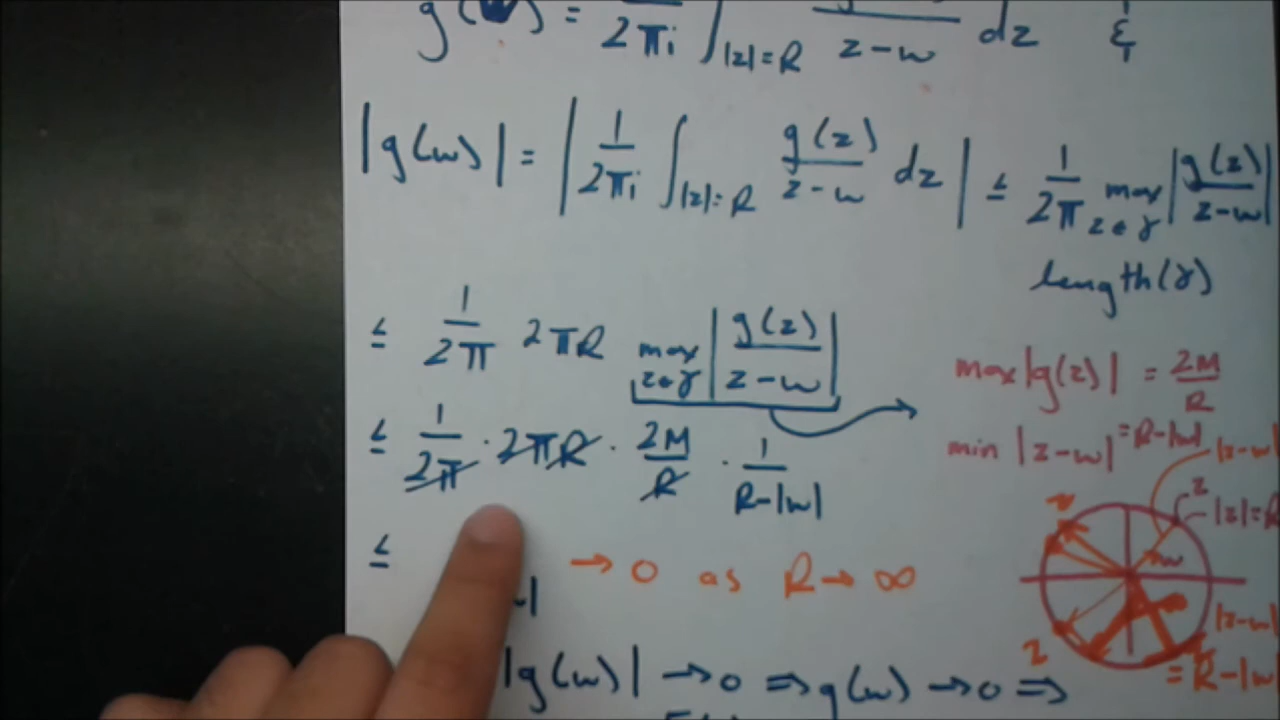 g(w) = 2πi ∫|z|=R z-w dz &
|g(w)| = | 1/2πi ∫|z|=R g(z)/z-w dz | ≤ 1/2π max z∈γ |g(z)/z-w|
length(γ)
≤ 1/2π 2πR max z∈γ |g(z)/z-w|
max|g(z)| = 2M/R
≤ 1/2π · 2πR · 2M/R · 1/R-|w|
min |z-w| = R-|w|
|z-w|
z
z
|z|=R
w
≤ → 0 as R → ∞
|z-w|
z
= R-|w|
|g(w)| → 0 ⇒ g(w) → 0 ⇒